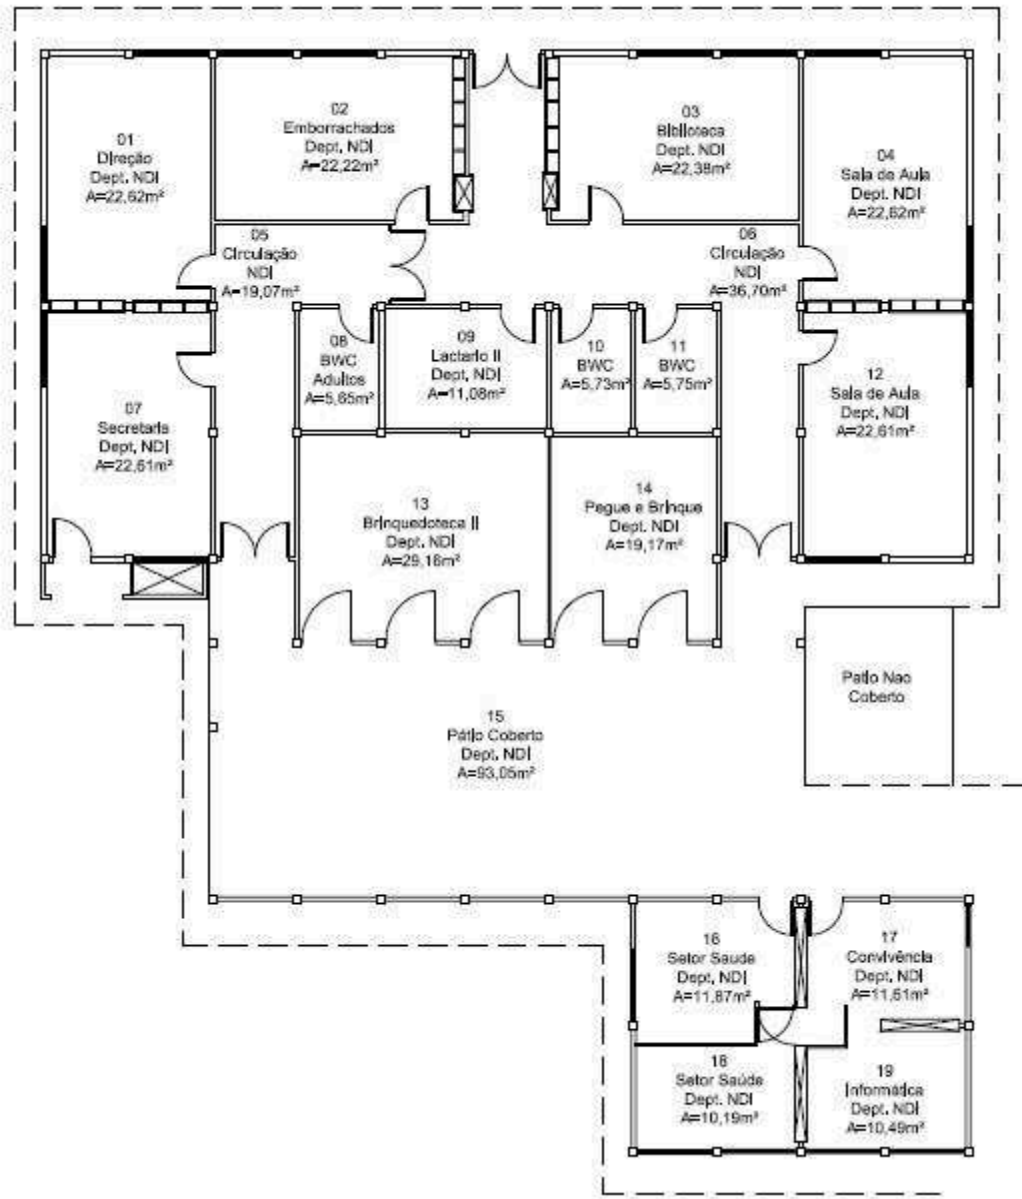 01
Direção
Dept. NDI
A=22,62m²
02
Emborrachados
Dept. NDI
A=22,22m²
03
Biblioteca
Dept. NDI
A=22,38m²
04
Sala de Aula
Dept. NDI
A=22,62m²
05
Circulação
NDI
A=19,07m²
06
Circulação
NDI
A=36,70m²
07
Secretaria
Dept. NDI
A=22,61m²
08
BWC
Adultos
A=5,65m²
09
Lactario II
Dept. NDI
A=11,08m²
10
BWC
A=5,73m²
11
BWC
A=5,75m²
12
Sala de Aula
Dept. NDI
A=22,61m²
13
Brinquedoteca II
Dept. NDI
A=29,16m²
14
Pegue e Brinque
Dept. NDI
A=19,17m²
Patio Nao
Coberto
15
Pátio Coberto
Dept. NDI
A=93,05m²
16
Setor Saude
Dept. NDI
A=11,87m²
17
Convivência
Dept. NDI
A=11,51m²
18
Setor Saúde
Dept. NDI
A=10,19m²
19
Informática
Dept. NDI
A=10,49m²